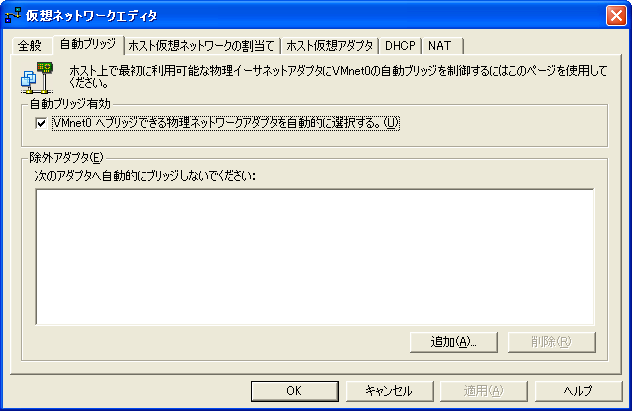 仮想ネットワークエディタ
全般 自動ブリッジ ホスト仮想ネットワークの割当て ホスト仮想アダプタ DHCP NAT
ホスト上で最初に利用可能な物理イーサネットアダプタにVMnet0の自動ブリッジを制御するにはこのページを使用して
ください。
自動ブリッジ有効
VMnet0 へブリッジできる物理ネットワークアダプタを自動的に選択する。(U)
除外アダプタ(E)
次のアダプタへ自動的にブリッジしないでください:
追加(A)... 削除(R)
OK キャンセル 適用(A) ヘルプ